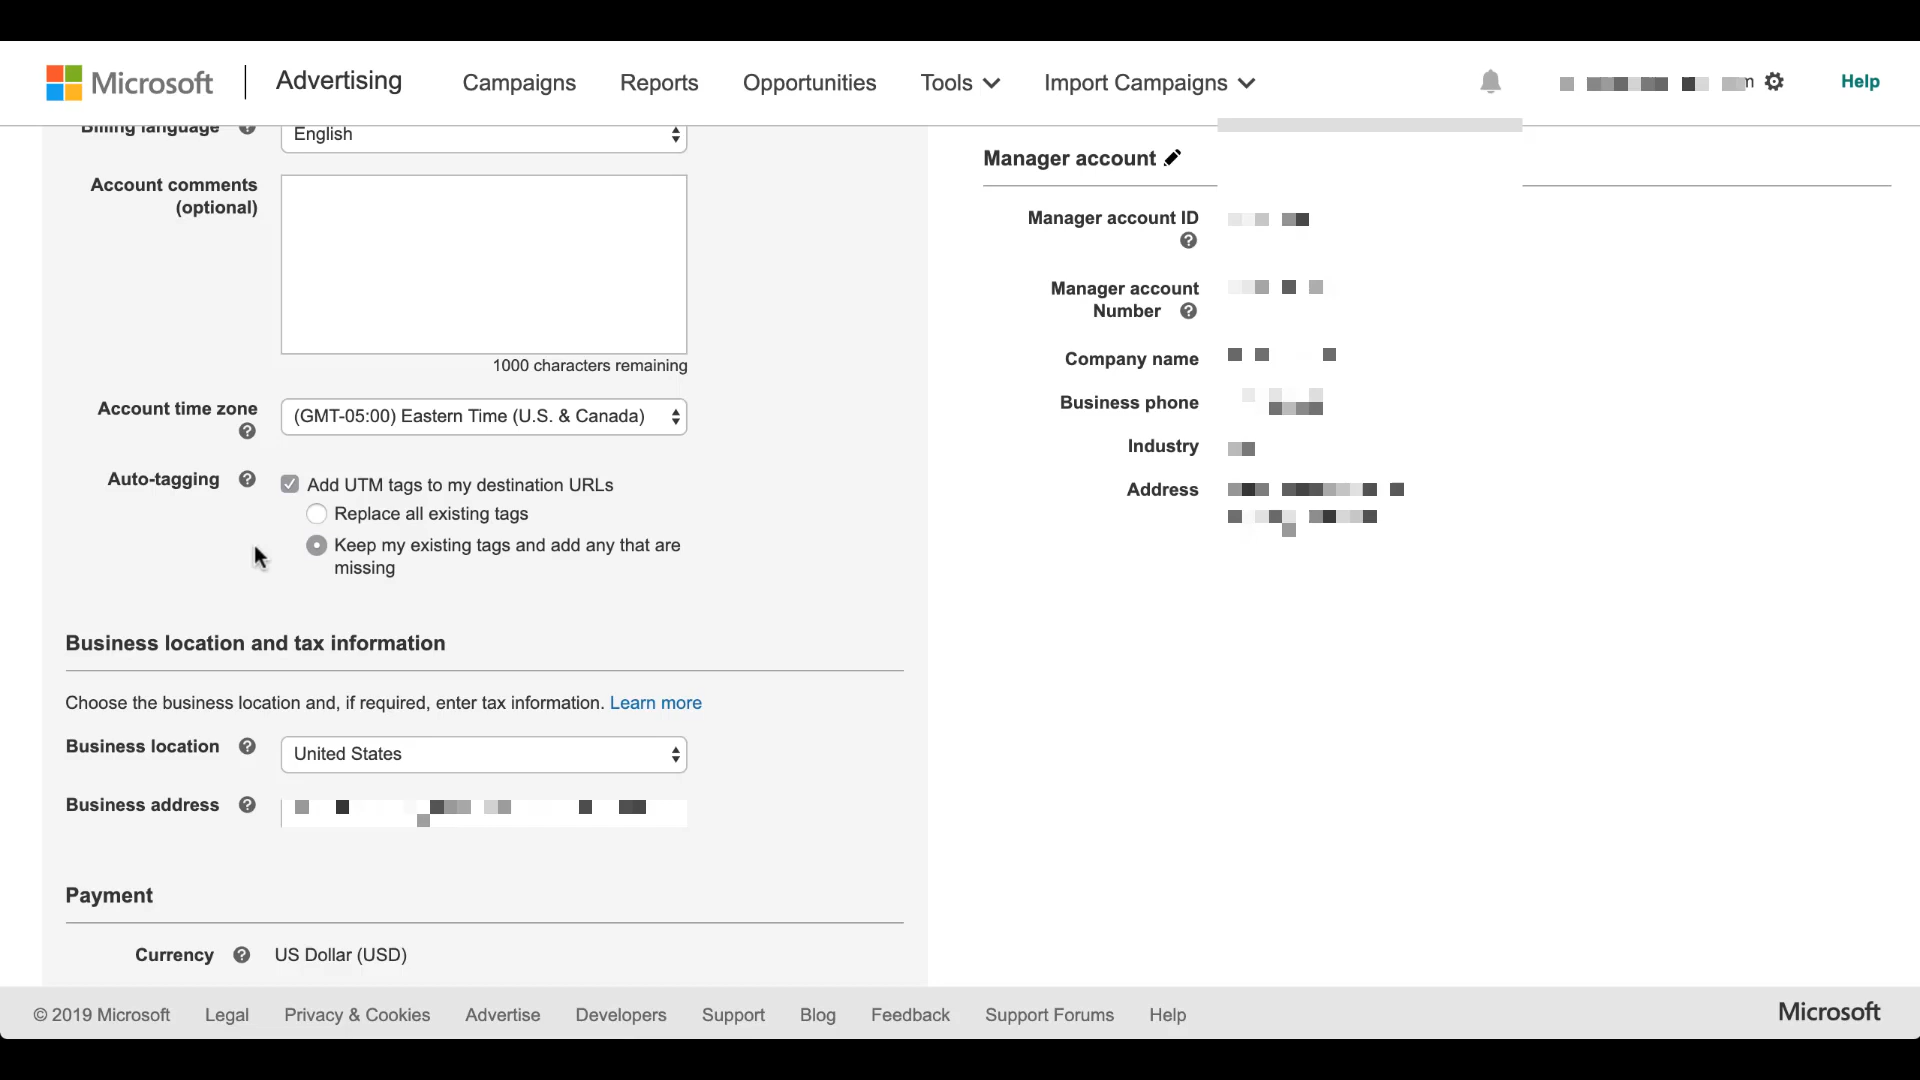 Microsoft | Advertising Campaigns Reports Opportunities Tools Import Campaigns Help
Billing language English
Account comments
(optional)
1000 characters remaining
Account time zone (GMT-05:00) Eastern Time (U.S. & Canada)
Auto-tagging Add UTM tags to my destination URLs
Replace all existing tags
Keep my existing tags and add any that are
missing
Business location and tax information
Choose the business location and, if required, enter tax information. Learn more
Business location United States
Business address
Payment
Currency US Dollar (USD)
Manager account
Manager account ID
Manager account
Number
Company name
Business phone
Industry
Address
© 2019 Microsoft Legal Privacy & Cookies Advertise Developers Support Blog Feedback Support Forums Help Microsoft